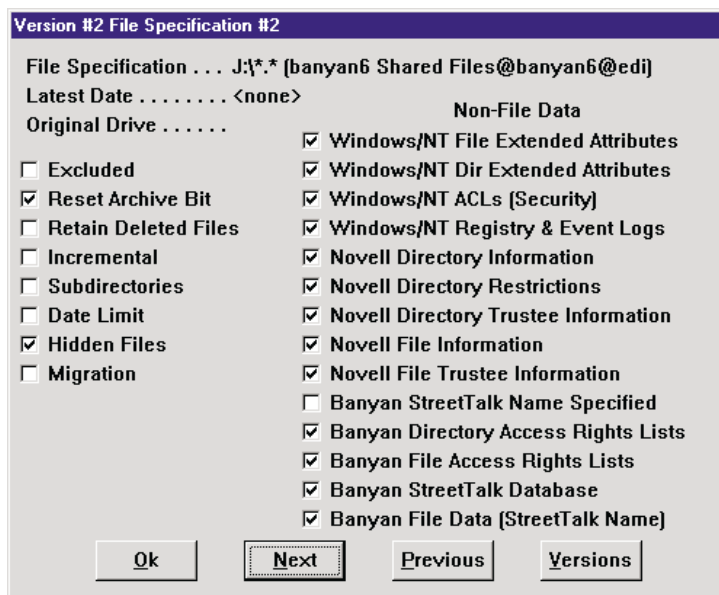 Version #2 File Specification #2
File Specification . . . J:\*.* (banyan6 Shared Files@banyan6@edi)
Latest Date . . . . . . . . <none>
Original Drive . . . . . .
Non-File Data
Excluded
Reset Archive Bit
Retain Deleted Files
Incremental
Subdirectories
Date Limit
Hidden Files
Migration
Windows/NT File Extended Attributes
Windows/NT Dir Extended Attributes
Windows/NT ACLs (Security)
Windows/NT Registry & Event Logs
Novell Directory Information
Novell Directory Restrictions
Novell Directory Trustee Information
Novell File Information
Novell File Trustee Information
Banyan StreetTalk Name Specified
Banyan Directory Access Rights Lists
Banyan File Access Rights Lists
Banyan StreetTalk Database
Banyan File Data (StreetTalk Name)
Ok
Next
Previous
Versions